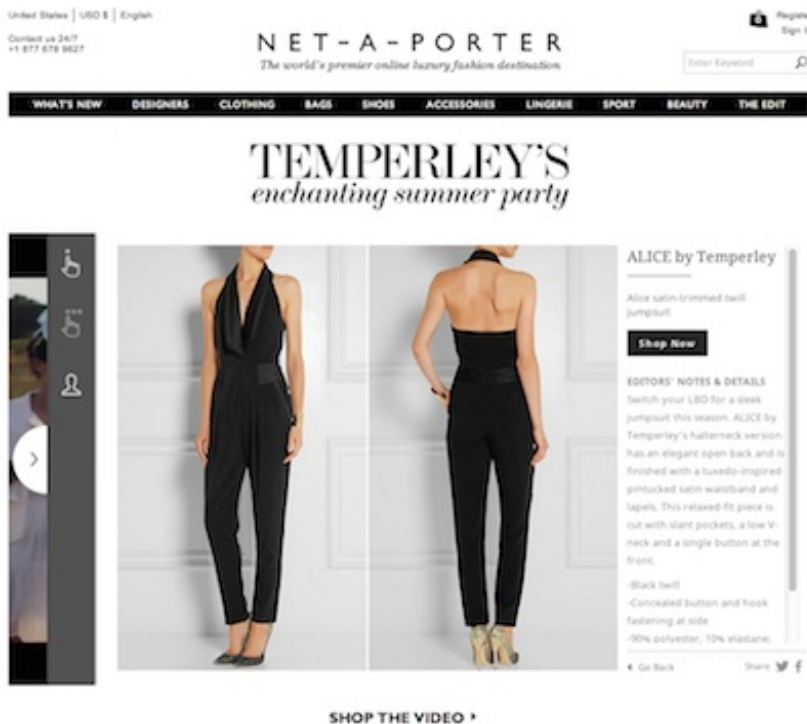 United States | USD $ | English
Contact us 24/7
+1 877 678 9627
Registe
Sign I
NET-A-PORTER
The world's premier online luxury fashion destination
Enter Keyword
WHAT'S NEW DESIGNERS CLOTHING BAGS SHOES ACCESSORIES LINGERIE SPORT BEAUTY THE EDIT
TEMPERLEY'S
enchanting summer party
ALICE by Temperley
Alice satin-trimmed twill
jumpsuit
Shop Now
EDITORS' NOTES & DETAILS
Switch your LBD for a sleek
jumpsuit this season. ALICE by
Temperley's halterneck version
has an elegant open back and is
finished with a tuxedo-inspired
pintucked satin waistband and
lapels. This relaxed-fit piece is
cut with slant pockets, a low V-
neck and a single button at the
front.
-Black twill
-Concealed button and hook
fastening at side
-90% polyester, 10% elastane;
Go Back
Share
SHOP THE VIDEO